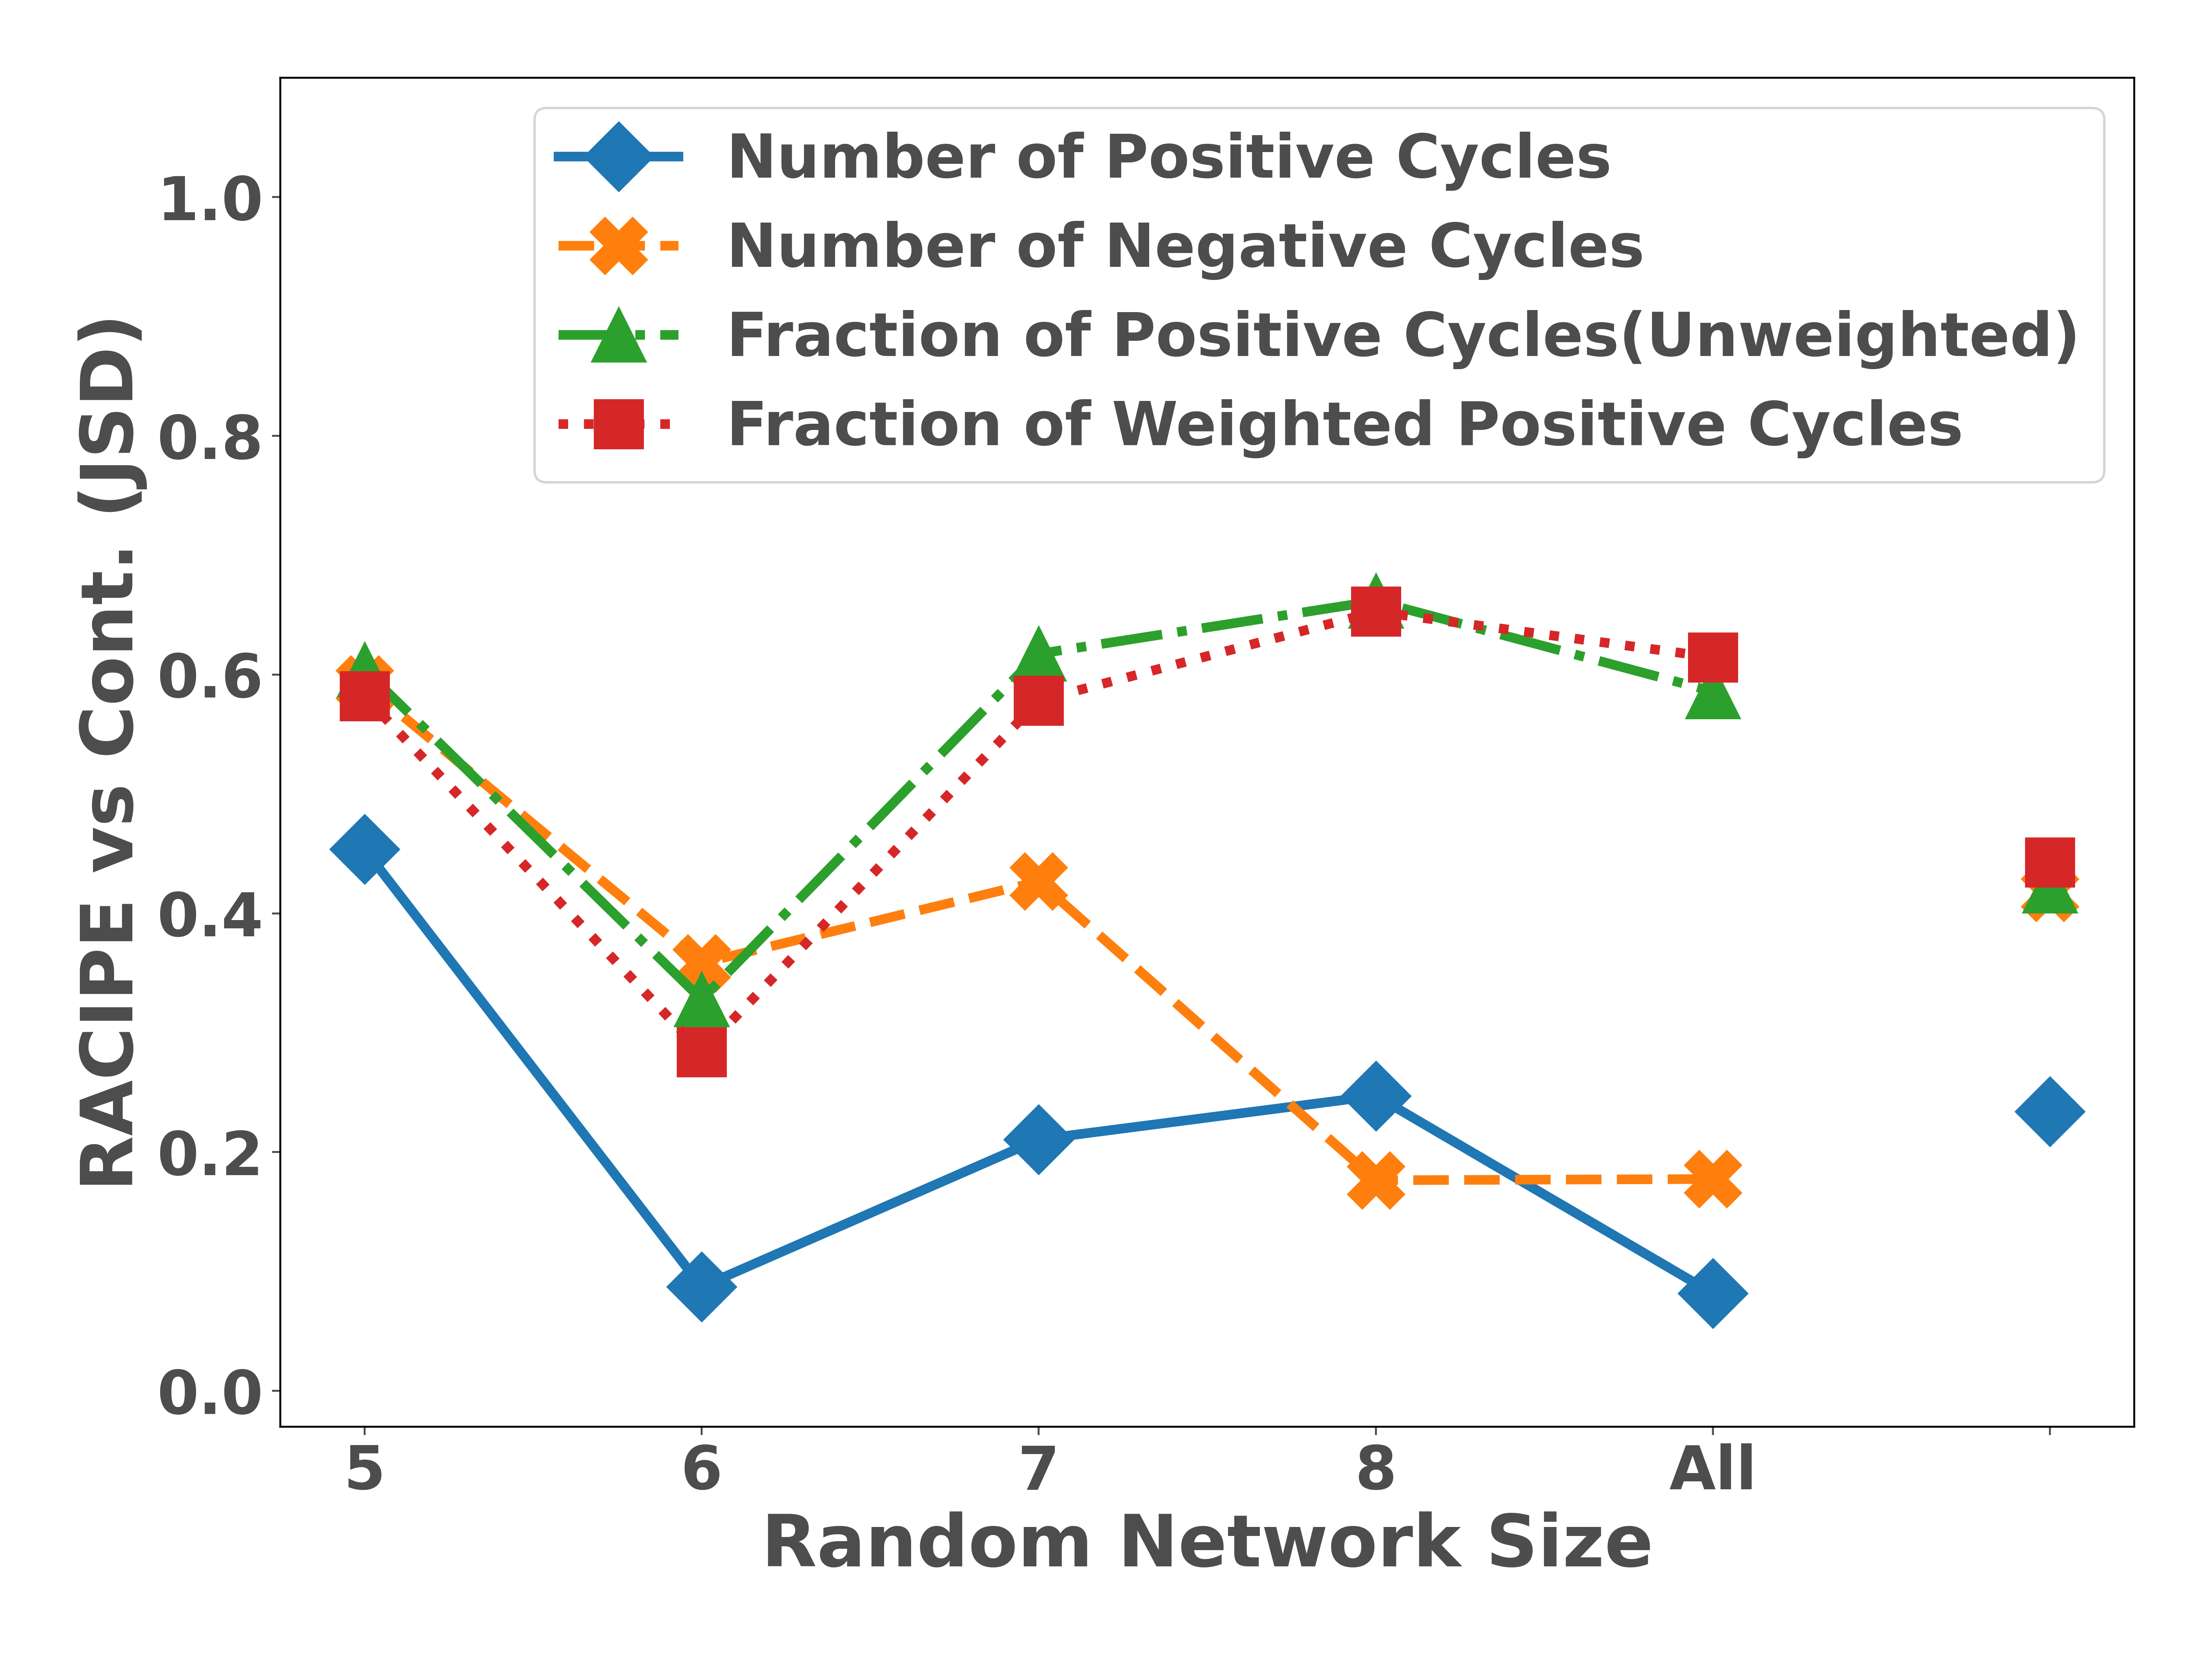 Number of Positive Cycles
Number of Negative Cycles
Fraction of Positive Cycles(Unweighted)
Fraction of Weighted Positive Cycles
RACIPE vs Cont. (JSD)
1.0
0.8
0.6
0.4
0.2
0.0
5 6 7 8 All
Random Network Size